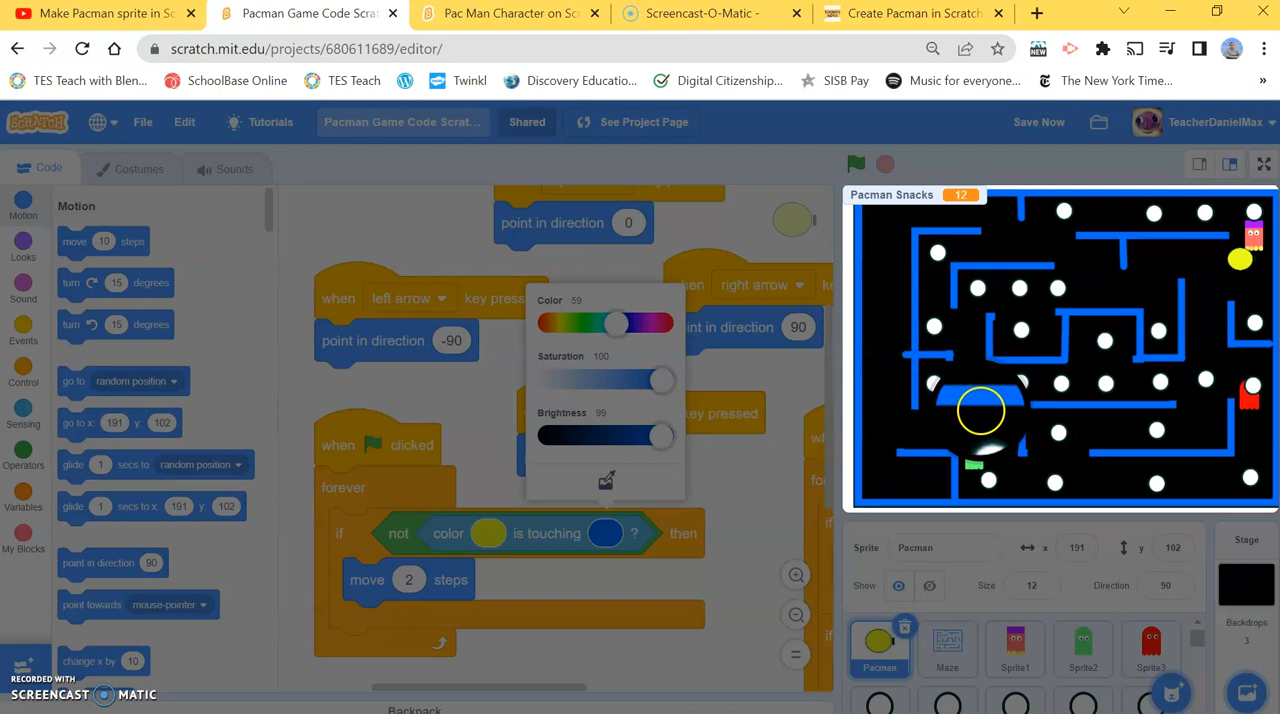 Make Pacman sprite in Sc
Pacman Game Code Scrat
Pac Man Character on Scr
Screencast-O-Matic -
Create Pacman in Scratch
scratch.mit.edu/projects/680611689/editor/
NEW
TES Teach with Blen...
SchoolBase Online
TES Teach
Twinkl
Discovery Educatio...
Digital Citizenship...
SISB Pay
Music for everyone...
The New York Time...
»
SCRATCH
File
Edit
Tutorials
Pacman Game Code Scrat...
Shared
See Project Page
Save Now
TeacherDanielMax
Code
Costumes
Sounds
Motion
Looks
Sound
Events
Control
Sensing
Operators
Variables
My Blocks
Motion
move 10 steps
turn 15 degrees
turn 15 degrees
go to random position
go to x: 191 y: 102
glide 1 secs to random position
glide 1 secs to x: 191 y: 102
point in direction 90
point towards mouse-pointer
change x by 10
point in direction 0
when left arrow key press
point in direction -90
en right arrow k
nt in direction 90
key pressed
wh
fo
if
if
Color 59
Saturation 100
Brightness 99
when clicked
forever
if not color is touching ? then
move 2 steps
Pacman Snacks 12
Sprite Pacman x 191 y 102
Show Size 12 Direction 90
Pacman
Maze
Sprite1
Sprite2
Sprite3
Stage
Backdrops
3
Backpack
RECORDED WITH
SCREENCAST MATIC